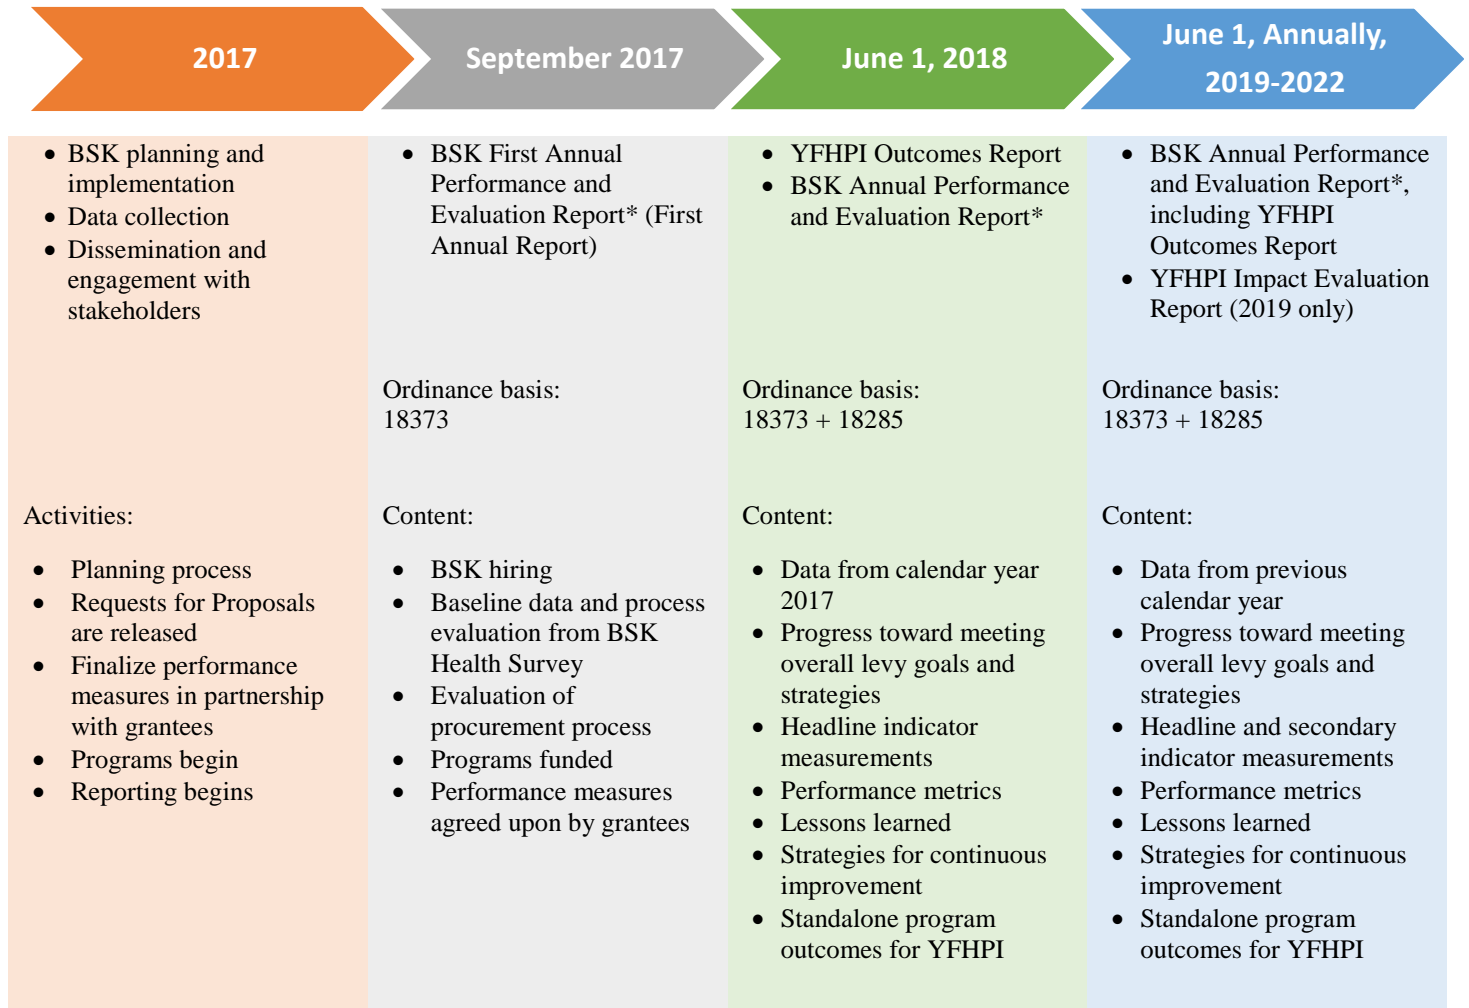 2017
September 2017
June 1, 2018
June 1, Annually,
2019-2022
• BSK planning and
implementation
• Data collection
• Dissemination and
engagement with
stakeholders
• BSK First Annual
Performance and
Evaluation Report* (First
Annual Report)
Ordinance basis:
18373
• YFHPI Outcomes Report
• BSK Annual Performance
and Evaluation Report*
Ordinance basis:
18373 + 18285
• BSK Annual Performance
and Evaluation Report*,
including YFHPI
Outcomes Report
• YFHPI Impact Evaluation
Report (2019 only)
Ordinance basis:
18373 + 18285
Activities:
• Planning process
• Requests for Proposals
are released
• Finalize performance
measures in partnership
with grantees
• Programs begin
• Reporting begins
Content:
• BSK hiring
• Baseline data and process
evaluation from BSK
Health Survey
• Evaluation of
procurement process
• Programs funded
• Performance measures
agreed upon by grantees
Content:
• Data from calendar year
2017
• Progress toward meeting
overall levy goals and
strategies
• Headline indicator
measurements
• Performance metrics
• Lessons learned
• Strategies for continuous
improvement
• Standalone program
outcomes for YFHPI
Content:
• Data from previous
calendar year
• Progress toward meeting
overall levy goals and
strategies
• Headline and secondary
indicator measurements
• Performance metrics
• Lessons learned
• Strategies for continuous
improvement
• Standalone program
outcomes for YFHPI